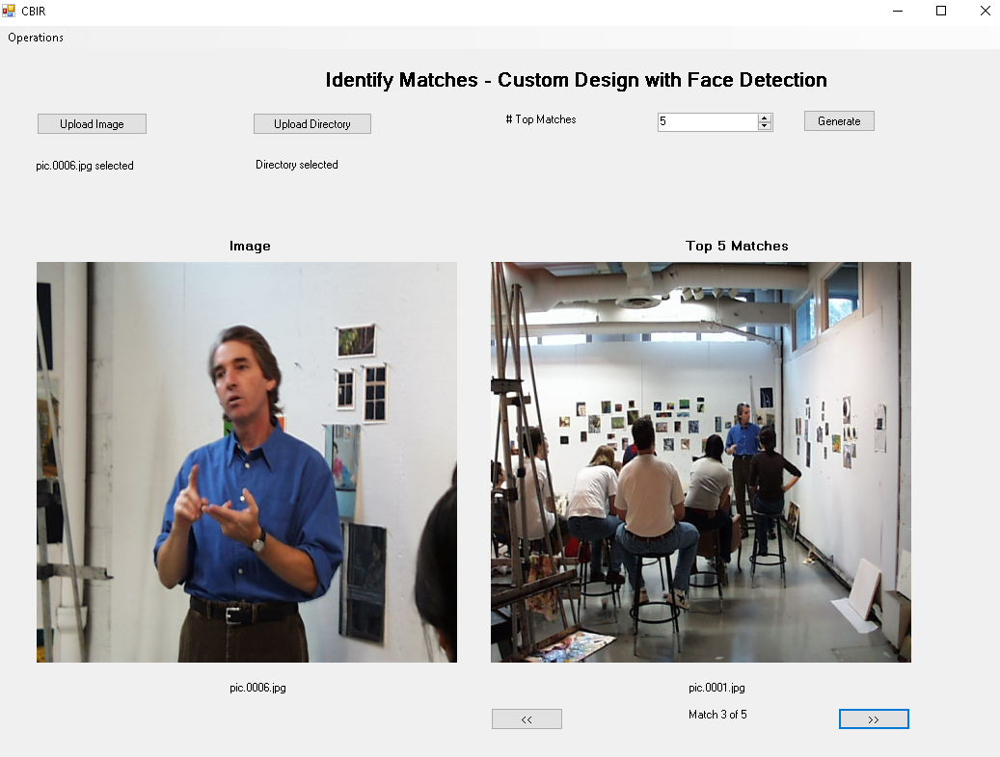 CBIR
Operations
Identify Matches - Custom Design with Face Detection
Upload Image
Upload Directory
# Top Matches
5
Generate
pic.0006.jpg selected
Directory selected
Image
Top 5 Matches
pic.0006.jpg
pic.0001.jpg
<<
Match 3 of 5
>>